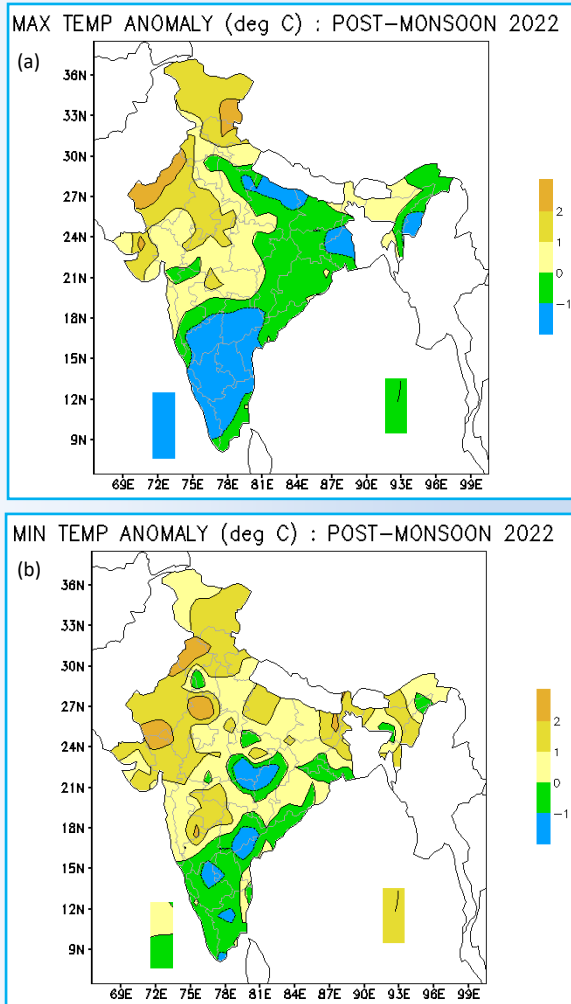 MAX TEMP ANOMALY (deg C) : POST-MONSOON 2022
(a)
36N
33N
30N
27N
24N
21N
18N
15N
12N
9N
69E 72E 75E 78E 81E 84E 87E 90E 93E 96E 99E
2
1
0
-1
MIN TEMP ANOMALY (deg C) : POST-MONSOON 2022
(b)
36N
33N
30N
27N
24N
21N
18N
15N
12N
9N
69E 72E 75E 78E 81E 84E 87E 90E 93E 96E 99E
2
1
0
-1